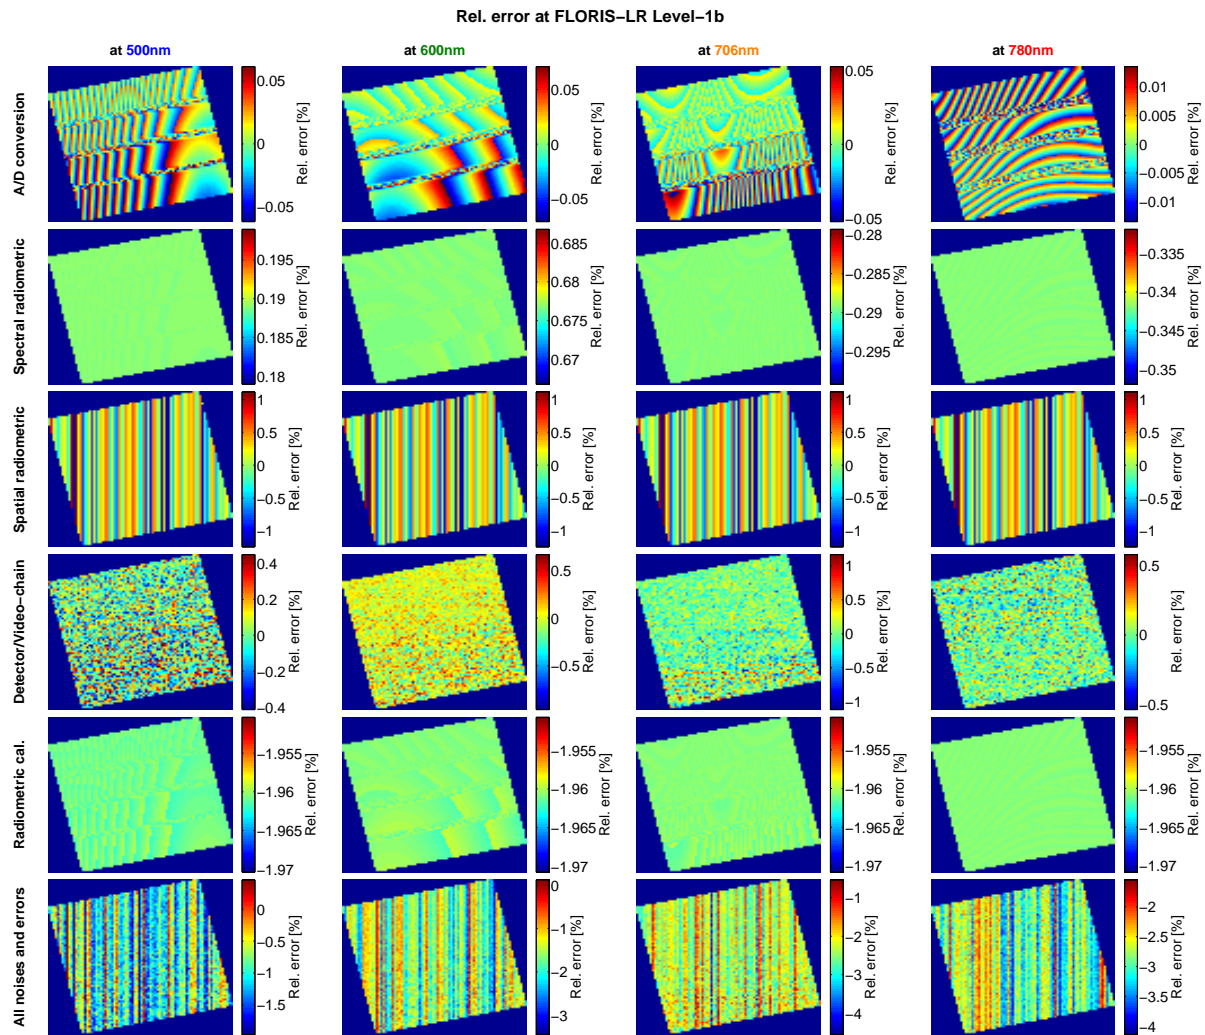 Rel. error at FLORIS−LR Level−1b
at 500nm
at 600nm
at 706nm
at 780nm
A/D conversion
0.05
0
−0.05
Rel. error [%]
0.05
0
−0.05
Rel. error [%]
0.05
0
−0.05
Rel. error [%]
0.01
0.005
0
−0.005
−0.01
Rel. error [%]
Spectral radiometric
0.195
0.19
0.185
0.18
Rel. error [%]
0.685
0.68
0.675
0.67
Rel. error [%]
−0.28
−0.285
−0.29
−0.295
Rel. error [%]
−0.335
−0.34
−0.345
−0.35
Rel. error [%]
Spatial radiometric
1
0.5
0
−0.5
−1
Rel. error [%]
1
0.5
0
−0.5
−1
Rel. error [%]
1
0.5
0
−0.5
−1
Rel. error [%]
1
0.5
0
−0.5
−1
Rel. error [%]
Detector/Video−chain
0.4
0.2
0
−0.2
−0.4
Rel. error [%]
0.5
0
−0.5
Rel. error [%]
1
0.5
0
−0.5
−1
Rel. error [%]
0.5
0
−0.5
Rel. error [%]
Radiometric cal.
−1.955
−1.96
−1.965
−1.97
Rel. error [%]
−1.955
−1.96
−1.965
−1.97
Rel. error [%]
−1.955
−1.96
−1.965
−1.97
Rel. error [%]
−1.955
−1.96
−1.965
−1.97
Rel. error [%]
All noises and errors
0
−0.5
−1
−1.5
Rel. error [%]
0
−1
−2
−3
Rel. error [%]
−1
−2
−3
−4
Rel. error [%]
−2
−2.5
−3
−3.5
−4
Rel. error [%]